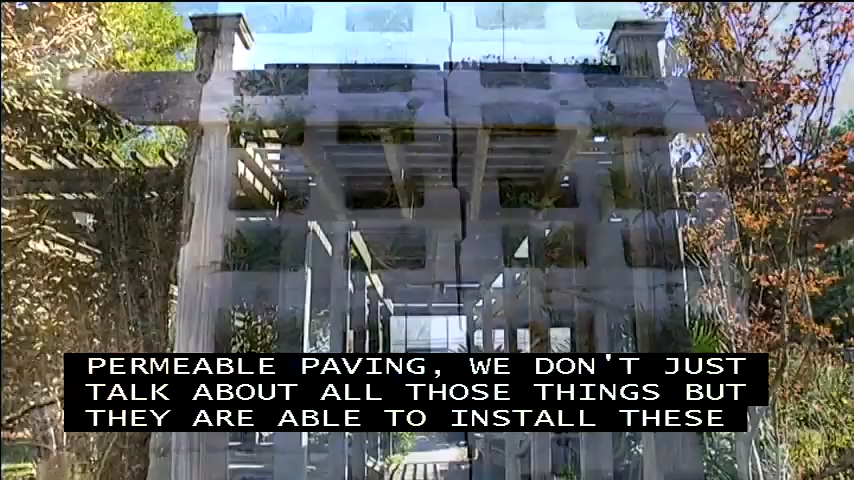 PERMEABLE PAVING, WE DON'T JUST
TALK ABOUT ALL THOSE THINGS BUT
THEY ARE ABLE TO INSTALL THESE